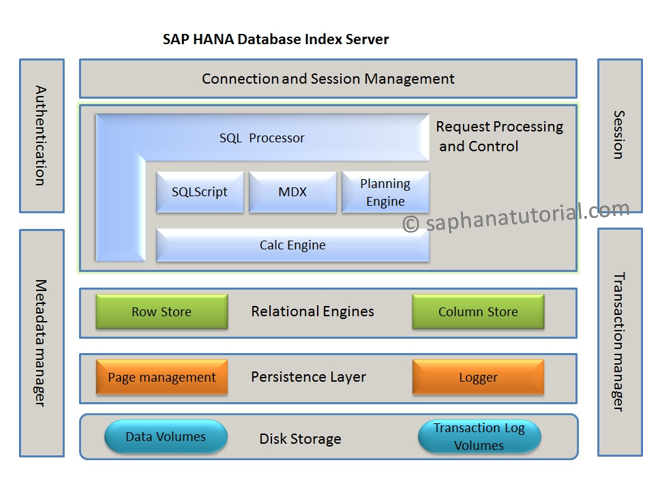 SAP HANA Database Index Server
Authentication
Connection and Session Management
Session
SQL Processor
Request Processing
and Control
SQLScript
MDX
Planning
Engine
© saphanatutorial.com
Calc Engine
Metadata manager
Transaction manager
Row Store
Relational Engines
Column Store
Page management
Persistence Layer
Logger
Data Volumes
Disk Storage
Transaction Log
Volumes